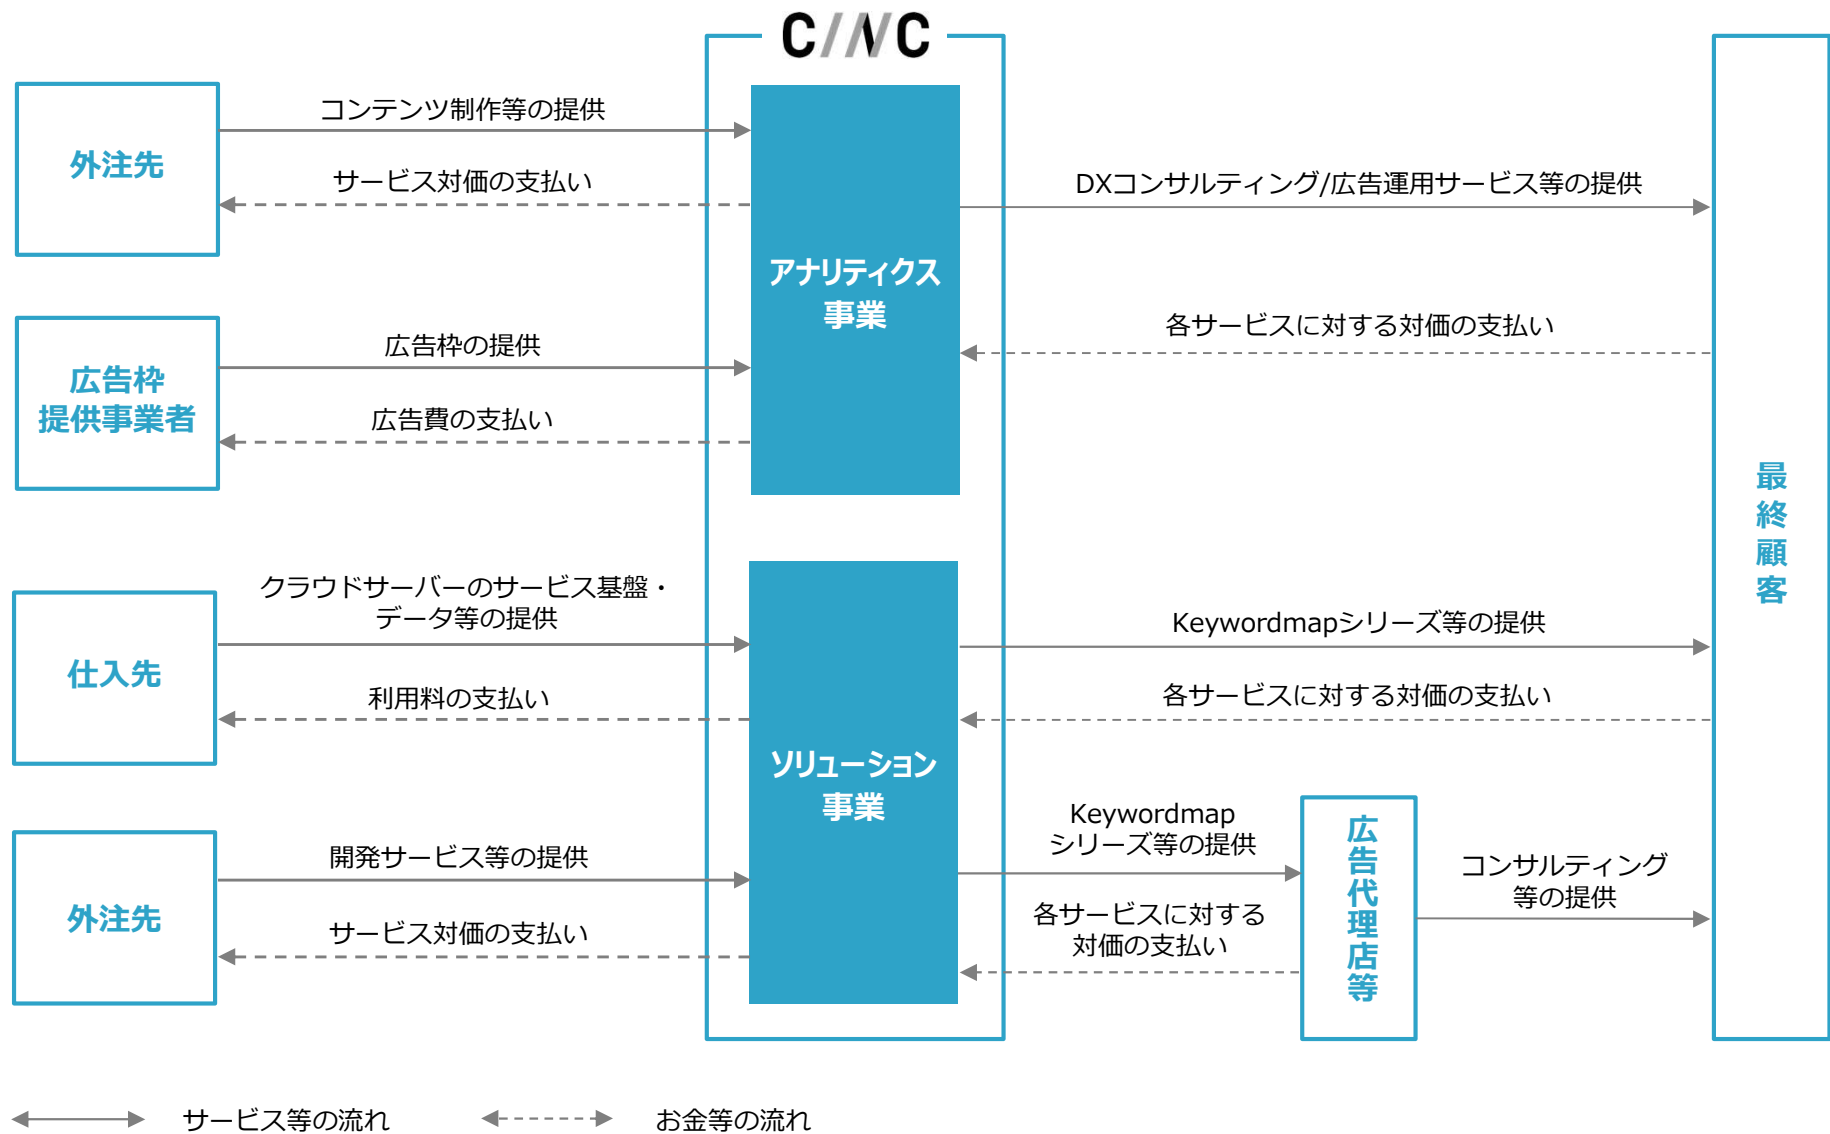 CINC
外注先
コンテンツ制作等の提供
サービス対価の支払い
アナリティクス
事業
DXコンサルティング/広告運用サービス等の提供
各サービスに対する対価の支払い
広告枠
提供事業者
広告枠の提供
広告費の支払い
最終顧客
仕入先
クラウドサーバーのサービス基盤・
データ等の提供
利用料の支払い
ソリューション
事業
Keywordmapシリーズ等の提供
各サービスに対する対価の支払い
外注先
開発サービス等の提供
サービス対価の支払い
Keywordmap
シリーズ等の提供
各サービスに対する
対価の支払い
広告代理店等
コンサルティング
等の提供
サービス等の流れ
お金等の流れ